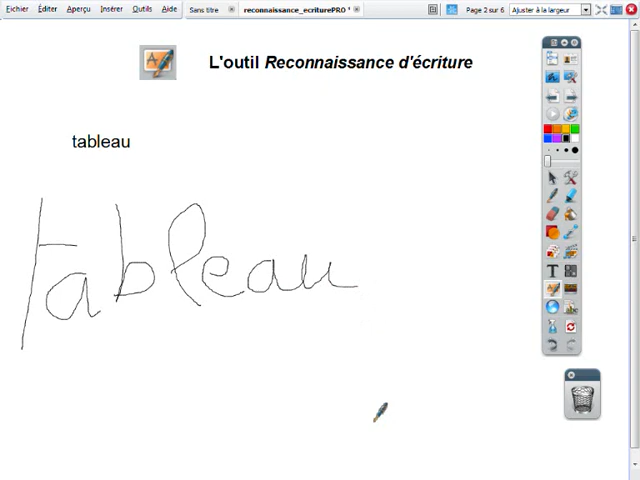 Fichier Éditer Aperçu Insérer Outils Aide
Sans titre
reconnaissance_ecriturePRO *
Page 2 sur 6
Ajuster à la largeur
L'outil Reconnaissance d'écriture
tableau
tableau